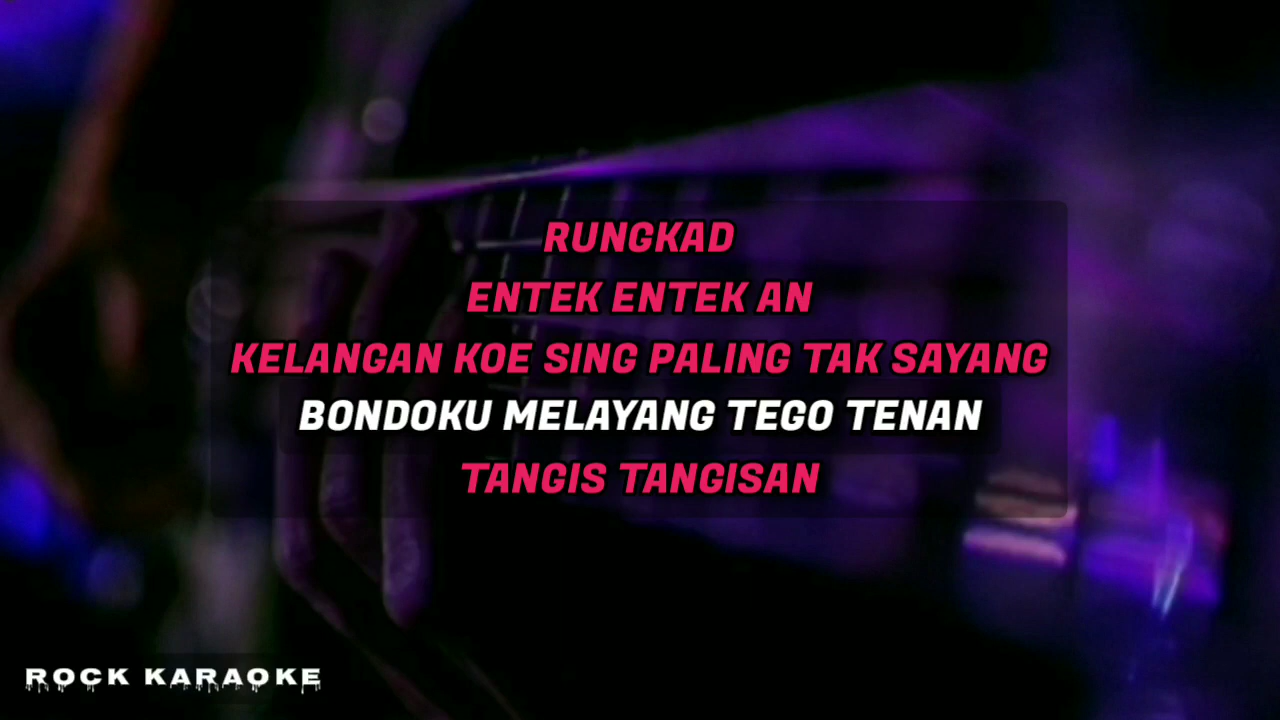 RUNGKAD
ENTEK ENTEK AN
KELANGAN KOE SING PALING TAK SAYANG
BONDOKU MELAYANG TEGO TENAN
TANGIS TANGISAN
ROCK KARAOKE